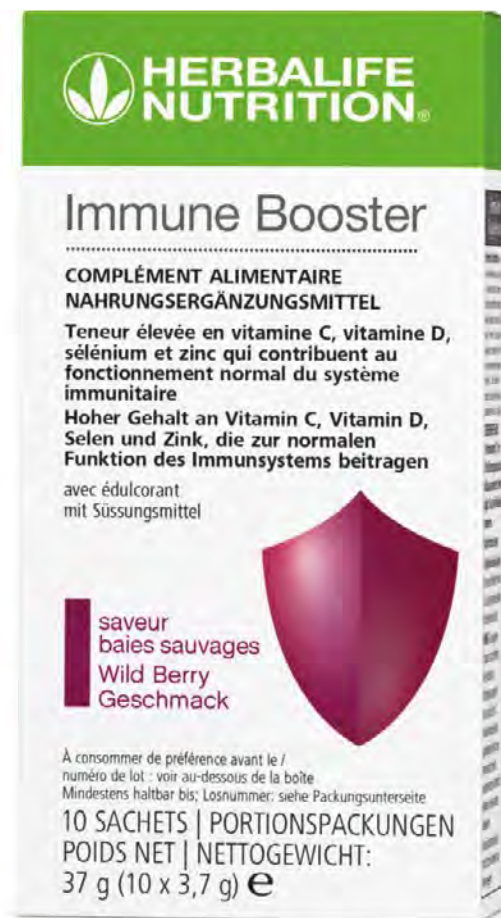 HERBALIFE
NUTRITION®
Immune Booster
COMPLÉMENT ALIMENTAIRE
NAHRUNGSERGÄNZUNGSMITTEL
Teneur élevée en vitamine C, vitamine D,
sélénium et zinc qui contribuent au
fonctionnement normal du système
immunitaire
Hoher Gehalt an Vitamin C, Vitamin D,
Selen und Zink, die zur normalen
Funktion des Immunsystems beitragen
avec édulcorant
mit Süssungsmittel
saveur
baies sauvages
Wild Berry
Geschmack
À consommer de préférence avant le /
numéro de lot : voir au-dessous de la boîte
Mindestens haltbar bis; Losnummer: siehe Packungsunterseite
10 SACHETS | PORTIONSPACKUNGEN
POIDS NET | NETTOGEWICHT:
37 g (10 x 3,7 g) e